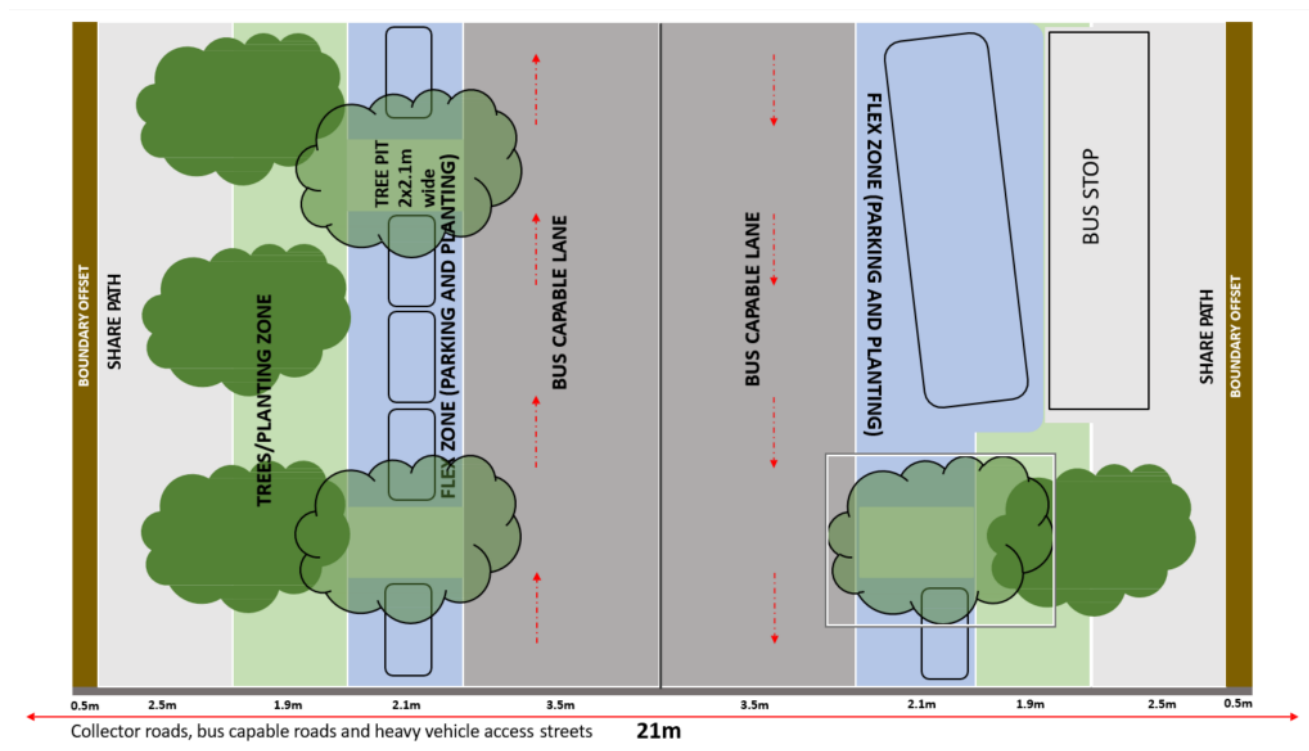 BOUNDARY OFFSET
SHARE PATH
TREES/PLANTING ZONE
TREE PIT
2x2.1m
wide
FLEX ZONE (PARKING AND PLANTING)
BUS CAPABLE LANE
BUS CAPABLE LANE
FLEX ZONE (PARKING AND PLANTING)
BUS STOP
SHARE PATH
BOUNDARY OFFSET
0.5m 2.5m 1.9m 2.1m 3.5m 3.5m 2.1m 1.9m 2.5m 0.5m
Collector roads, bus capable roads and heavy vehicle access streets 21m